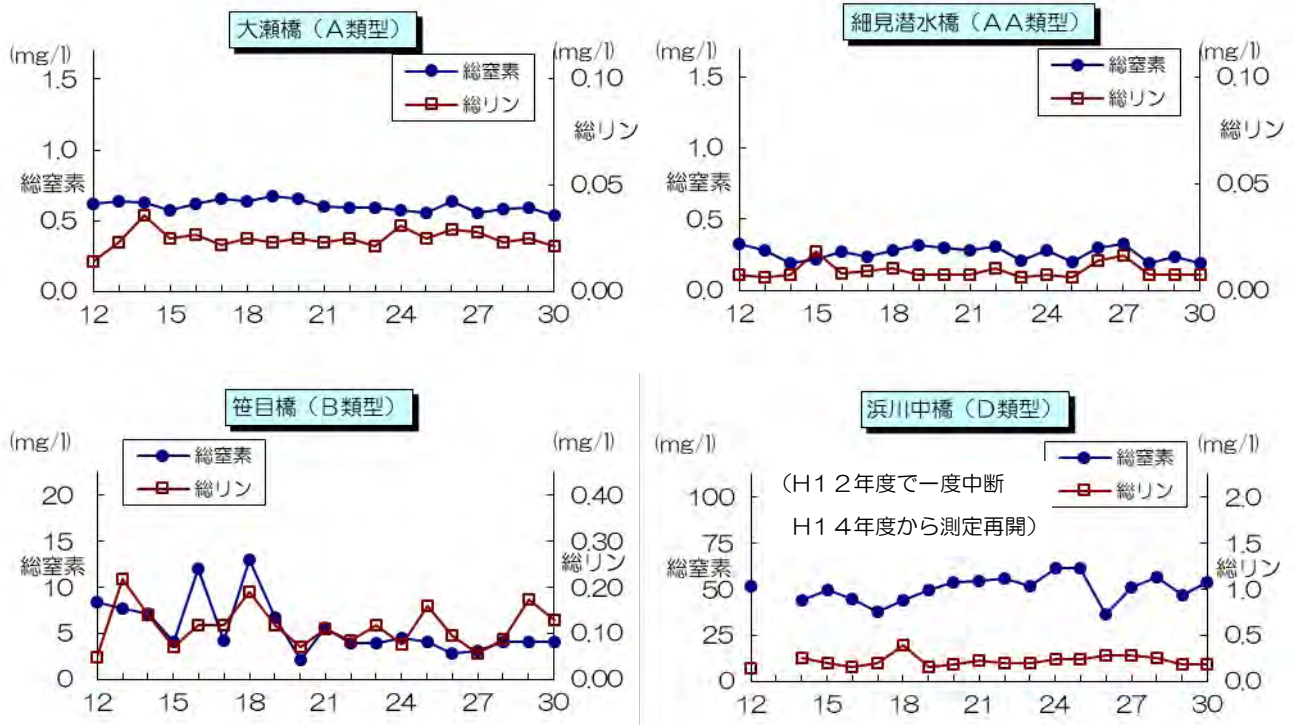 大瀬橋（A類型）
(mg/l)
(mg/l)
総窒素
総リン
1.5
1.0
0.5
0.0
総窒素
0.10
0.05
0.00
総リン
12 15 18 21 24 27 30
細見潜水橋（AA類型）
(mg/l)
(mg/l)
総窒素
総リン
1.5
1.0
0.5
0.0
総窒素
0.10
0.05
0.00
総リン
12 15 18 21 24 27 30
笹目橋（B類型）
(mg/l)
(mg/l)
総窒素
総リン
20
15
10
5
0
総窒素
0.40
0.30
0.20
0.10
0.00
総リン
12 15 18 21 24 27 30
浜川中橋（D類型）
(mg/l)
(mg/l)
総窒素
総リン
（H12年度で一度中断
H14年度から測定再開）
100
75
50
25
0
総窒素
2.0
1.5
1.0
0.5
0.0
総リン
12 15 18 21 24 27 30